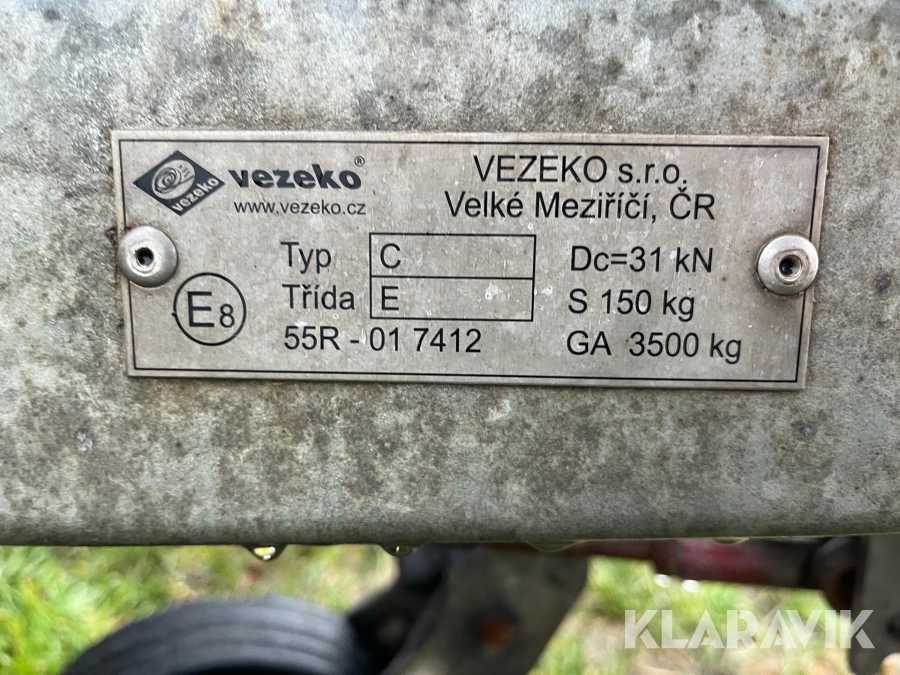 vezeko
vezeko®
www.vezeko.cz
VEZEKO s.r.o.
Velké Meziříčí, ČR
E8
Typ C
Třída E
55R - 01 7412
Dc=31 kN
S 150 kg
GA 3500 kg
KLARAVIK